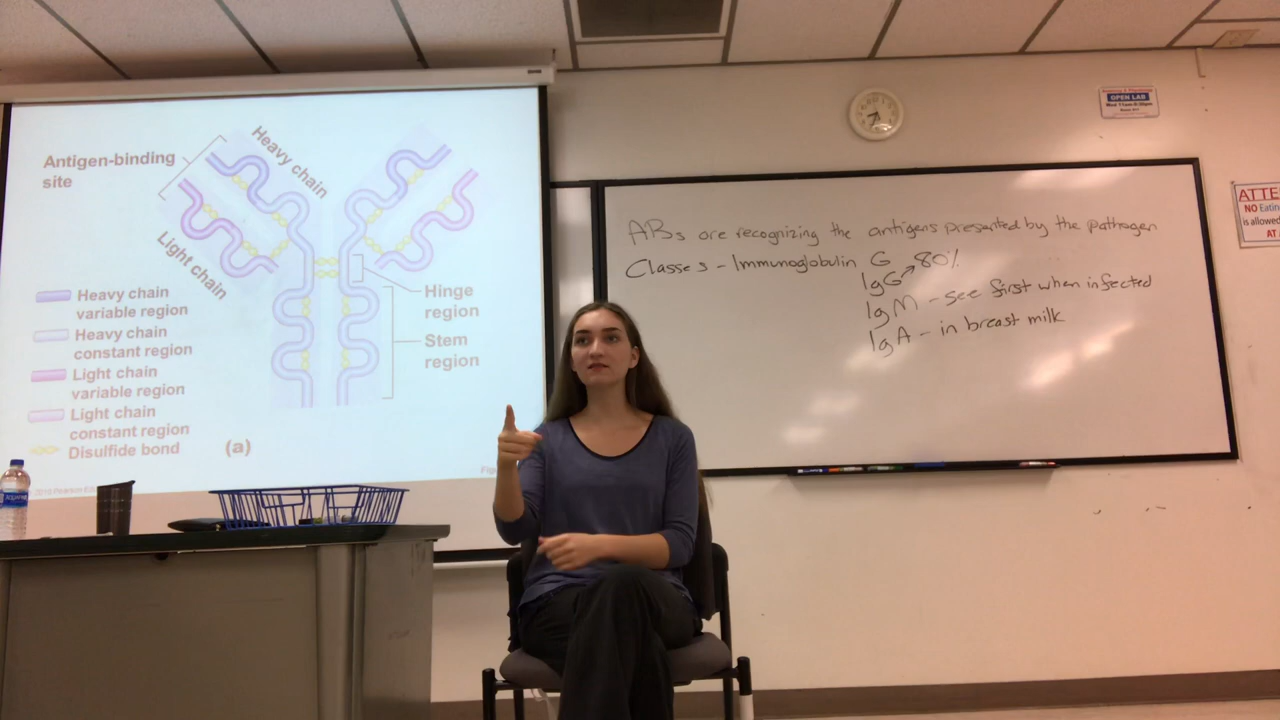 Antigen-binding
site
Heavy chain
Light chain
Heavy chain
variable region
Heavy chain
constant region
Light chain
variable region
Light chain
constant region
Disulfide bond
Hinge
region
Stem
region
(a)
ABs are recognizing the antigens presented by the pathogen
Classes - Immunoglobulin G
IgG 80%
IgM - see first when infected
IgA - in breast milk
OPEN LAB
ATTE
NO Eating
is allowed